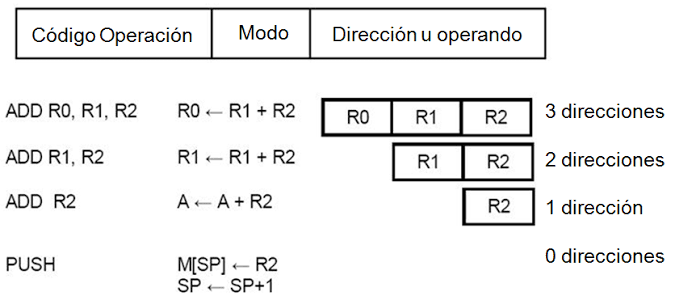 Código Operación Modo Dirección u operando
ADD R0, R1, R2 R0 ← R1 + R2 R0 R1 R2 3 direcciones
ADD R1, R2 R1 ← R1 + R2 R1 R2 2 direcciones
ADD R2 A ← A + R2 R2 1 dirección
0 direcciones
PUSH M[SP] ← R2
SP ← SP+1